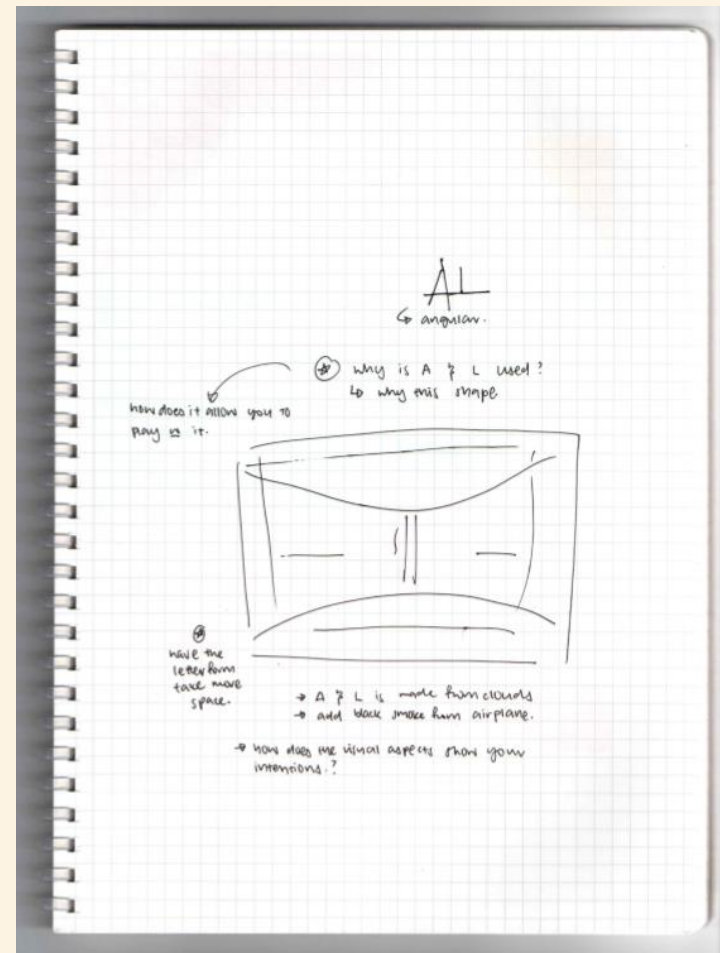 AL
↳ angular.
why is A & L used?
↳ why this shape
how does it allow you to
play w it.
have the
letterform
take more
space.
→ A & L is made from clouds
→ add black smoke from airplane.
→ how does the visual aspects show your
intentions.?